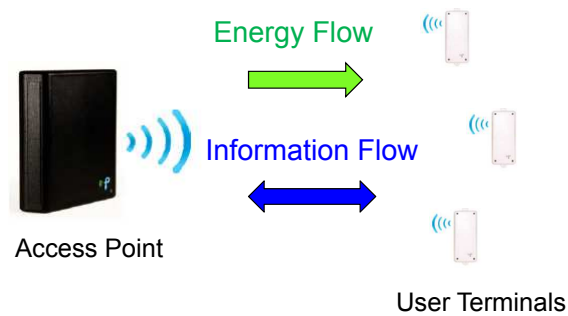 Energy Flow
Information Flow
Access Point
User Terminals